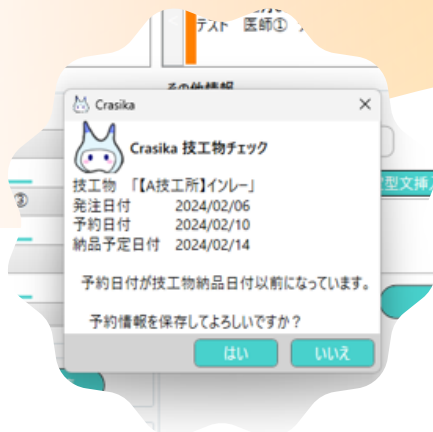 テスト 医師①
その他情報
Crasika
Crasika 技工物チェック
技工物 「【A技工所】インレー」
発注日付 2024/02/06
予約日付 2024/02/10
納品予定日付 2024/02/14
予約日付が技工物納品日付以前になっています。
予約情報を保存してよろしいですか？
はい いいえ
型文挿
③